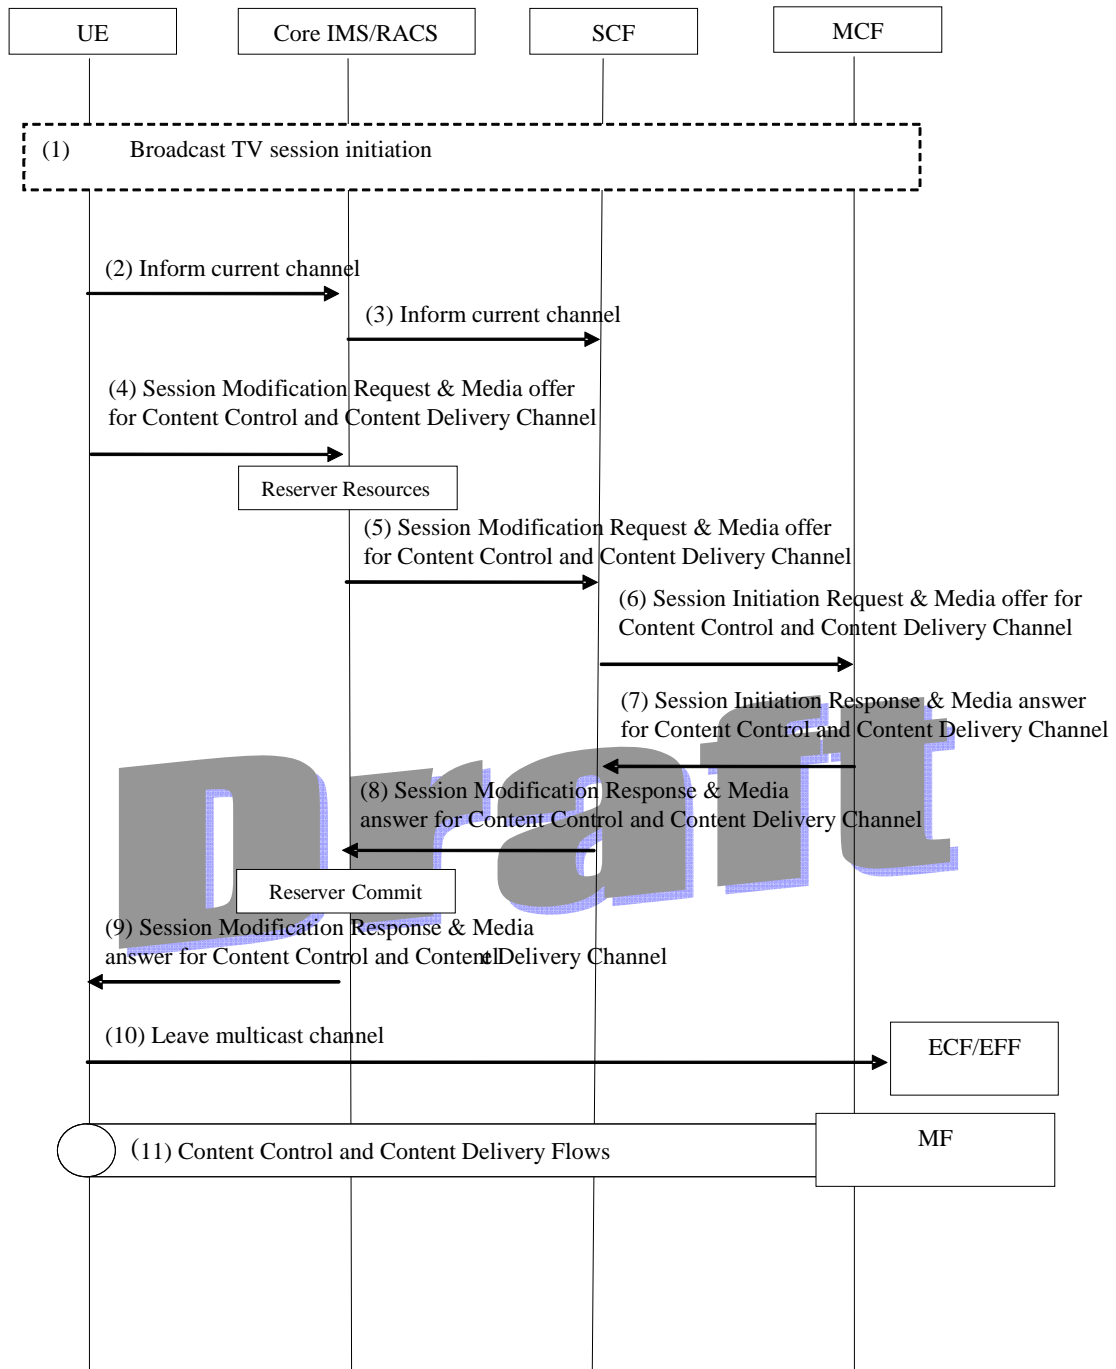 UE
Core IMS/RACS
SCF
MCF
(1) Broadcast TV session initiation
(2) Inform current channel
(3) Inform current channel
(4) Session Modification Request & Media offer
for Content Control and Content Delivery Channel
Reserver Resources
(5) Session Modification Request & Media offer
for Content Control and Content Delivery Channel
(6) Session Initiation Request & Media offer for
Content Control and Content Delivery Channel
(7) Session Initiation Response & Media answer
for Content Control and Content Delivery Channel
Draft
(8) Session Modification Response & Media
answer for Content Control and Content Delivery Channel
Reserver Commit
(9) Session Modification Response & Media
answer for Content Control and Content Delivery Channel
(10) Leave multicast channel
ECF/EFF
(11) Content Control and Content Delivery Flows
MF